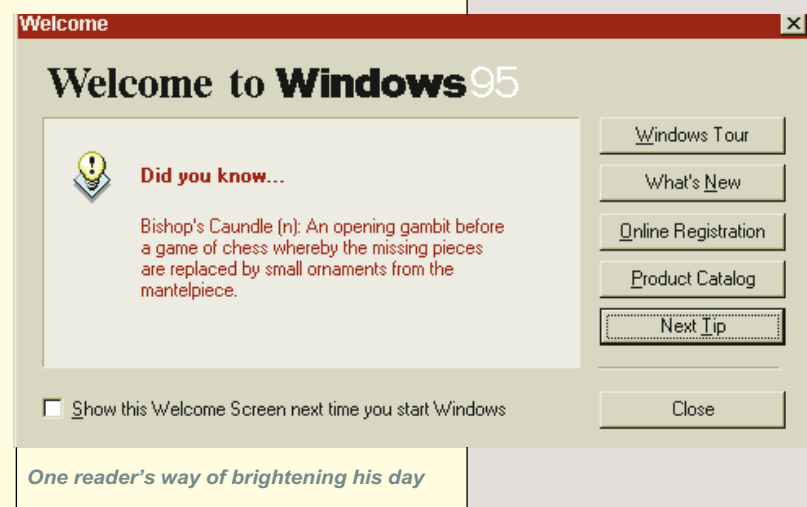 Welcome
Welcome to Windows95
Did you know...
Bishop's Caundle (n): An opening gambit before
a game of chess whereby the missing pieces
are replaced by small ornaments from the
mantelpiece.
Windows Tour
What's New
Online Registration
Product Catalog
Next Tip
Show this Welcome Screen next time you start Windows
Close
One reader's way of brightening his day